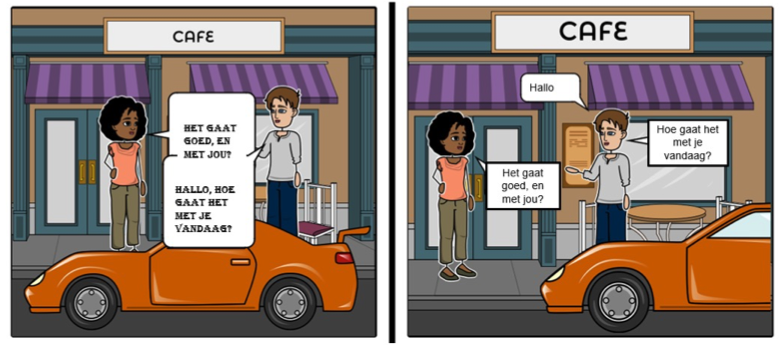 CAFE
HET GAAT
GOED, EN
MET JOU?
HALLO, HOE
GAAT HET
MET JE
VANDAAG?
CAFE
Hallo
Hoe gaat het
met je
vandaag?
Het gaat
goed, en
met jou?